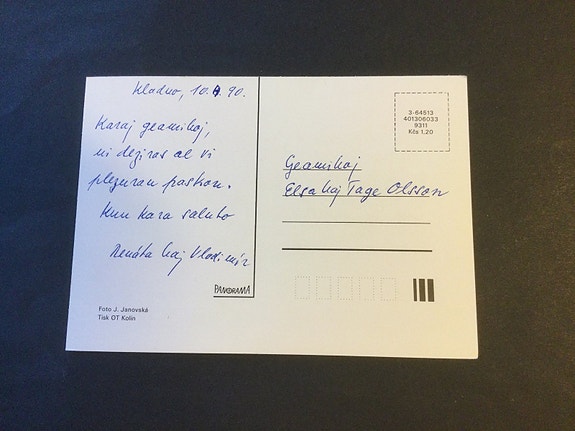 Kladno, 10.4.90.
Karaj geamikoj,
ni deziras al vi
plezuran paskon.
Kun kara saluto
Renáta kaj Vladimír
PANORAMA
Foto J. Janovská
Tisk OT Kolín
3-64513
401306033
9311
Kčs 1,20
Geamikoj
Elsa kaj Tage Olsson